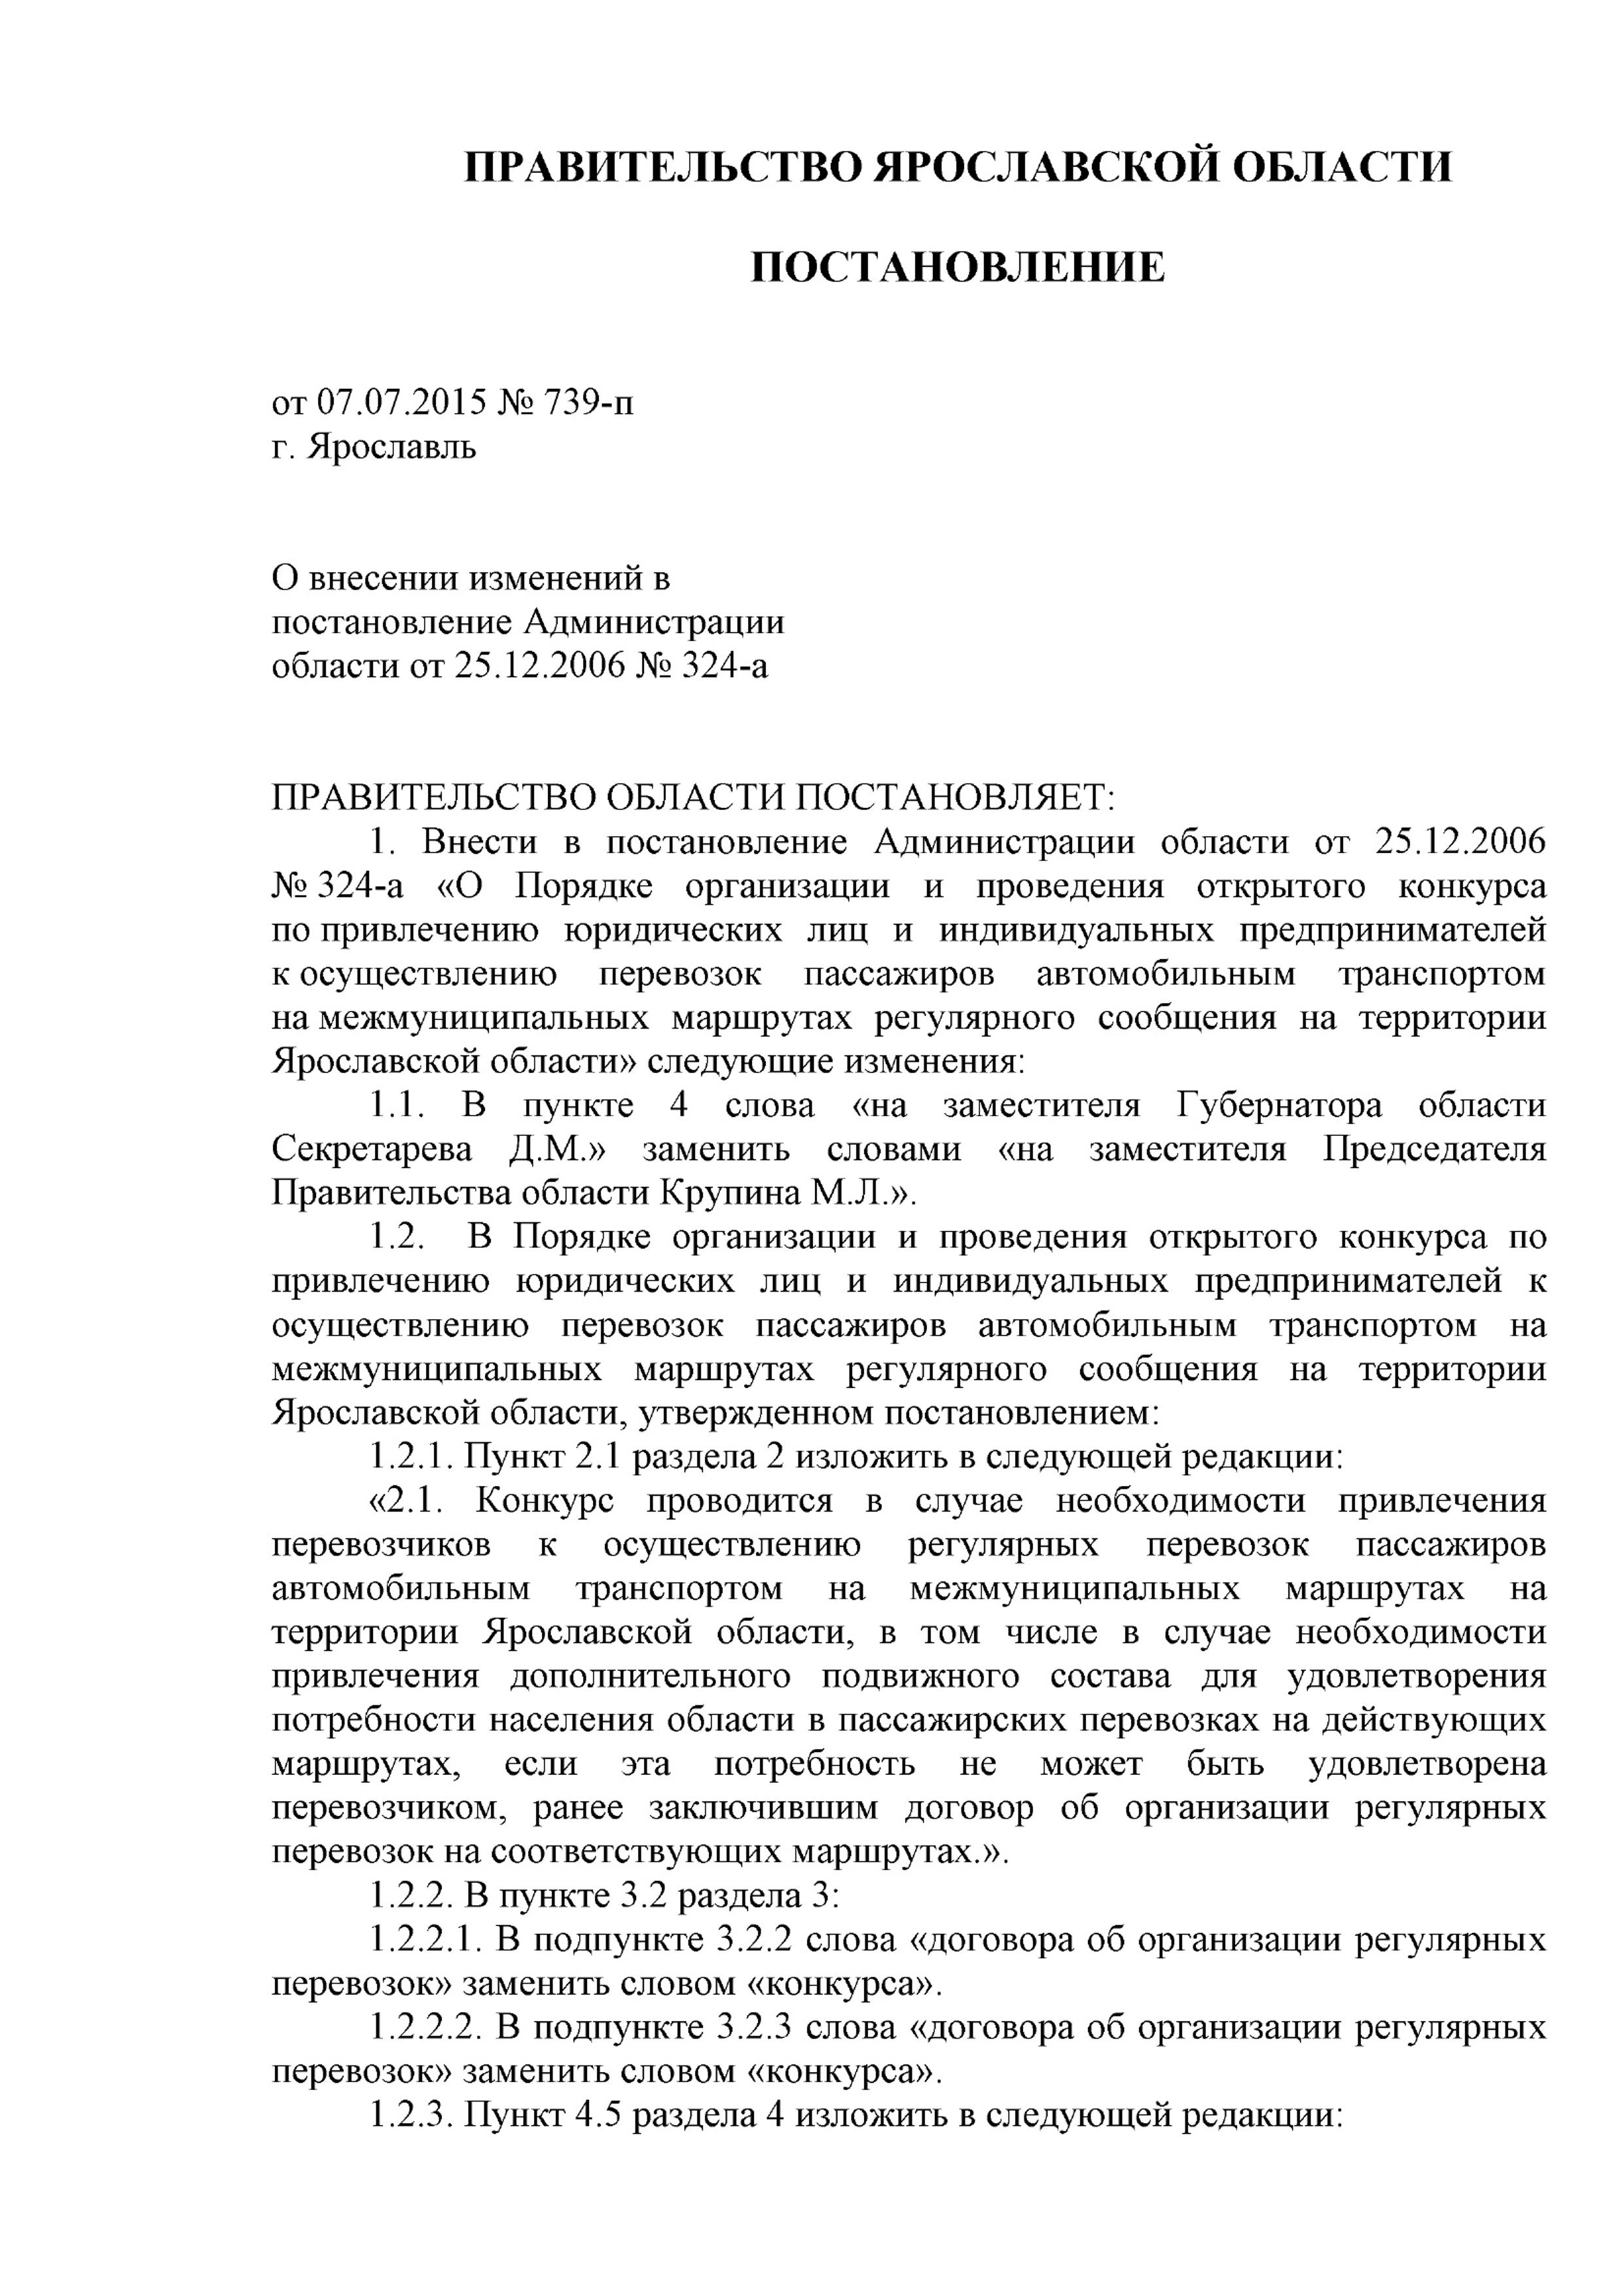 ПРАВИТЕЛЬСТВО ЯРОСЛАВСКОЙ ОБЛАСТИ
ПОСТАНОВЛЕНИЕ
от 07.07.2015 № 739-п
г. Ярославль
О внесении изменений в
постановление Администрации
области от 25.12.2006 № 324-а
ПРАВИТЕЛЬСТВО ОБЛАСТИ ПОСТАНОВЛЯЕТ:
1. Внести в постановление Администрации области от 25.12.2006
№ 324-а «О Порядке организации и проведения открытого конкурса
по привлечению юридических лиц и индивидуальных предпринимателей
к осуществлению перевозок пассажиров автомобильным транспортом
на межмуниципальных маршрутах регулярного сообщения на территории
Ярославской области» следующие изменения:
1.1. В пункте 4 слова «на заместителя Губернатора области
Секретарева Д.М.» заменить словами «на заместителя Председателя
Правительства области Крупина М.Л.».
1.2. В Порядке организации и проведения открытого конкурса по
привлечению юридических лиц и индивидуальных предпринимателей к
осуществлению перевозок пассажиров автомобильным транспортом на
межмуниципальных маршрутах регулярного сообщения на территории
Ярославской области, утвержденном постановлением:
1.2.1. Пункт 2.1 раздела 2 изложить в следующей редакции:
«2.1. Конкурс проводится в случае необходимости привлечения
перевозчиков к осуществлению регулярных перевозок пассажиров
автомобильным транспортом на межмуниципальных маршрутах на
территории Ярославской области, в том числе в случае необходимости
привлечения дополнительного подвижного состава для удовлетворения
потребности населения области в пассажирских перевозках на действующих
маршрутах, если эта потребность не может быть удовлетворена
перевозчиком, ранее заключившим договор об организации регулярных
перевозок на соответствующих маршрутах.».
1.2.2. В пункте 3.2 раздела 3:
1.2.2.1. В подпункте 3.2.2 слова «договора об организации регулярных
перевозок» заменить словом «конкурса».
1.2.2.2. В подпункте 3.2.3 слова «договора об организации регулярных
перевозок» заменить словом «конкурса».
1.2.3. Пункт 4.5 раздела 4 изложить в следующей редакции: